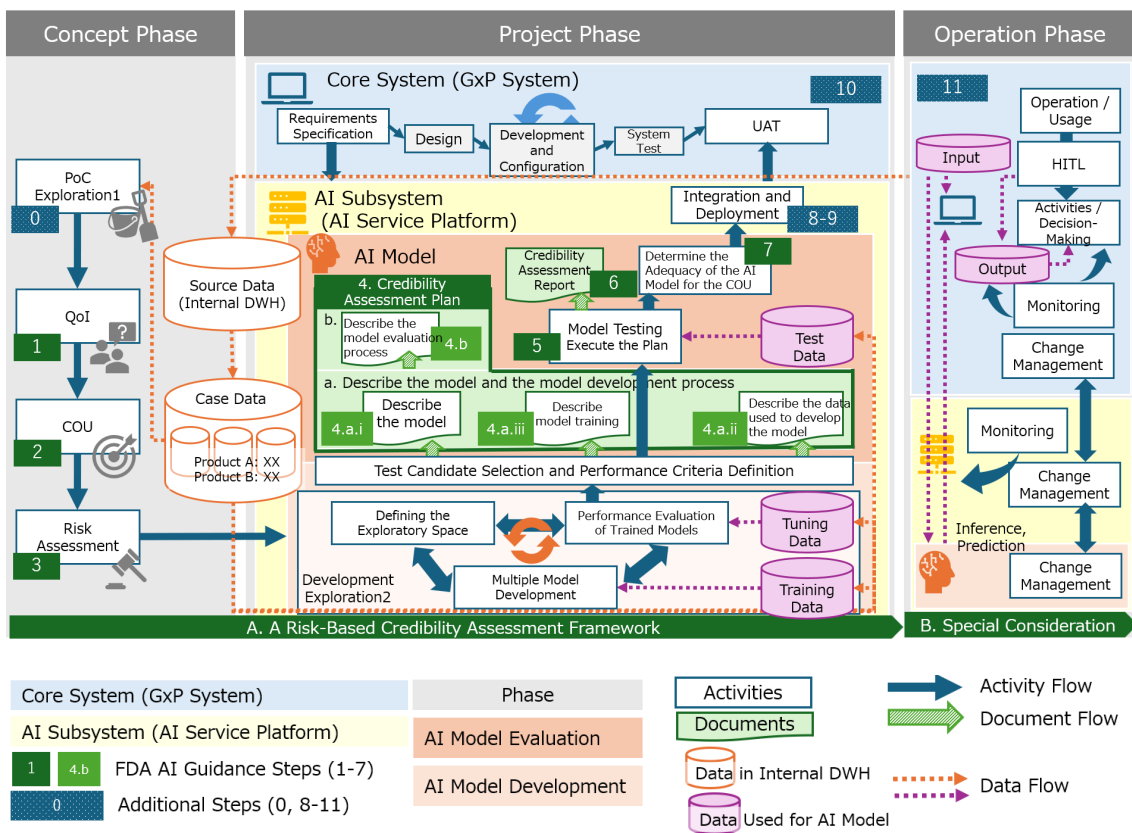 Concept Phase
Project Phase
Operation Phase
PoC
Exploration1
0
QoI
1
COU
2
Risk
Assessment
3
Source Data
(Internal DWH)
Case Data
Product A: XX
Product B: XX
Core System (GxP System)
10
Requirements
Specification
Design
Development
and
Configuration
System
Test
UAT
AI Subsystem
(AI Service Platform)
Integration and
Deployment
8-9
AI Model
Credibility
Assessment
Report
6
Determine the
Adequacy of the AI
Model for the COU
7
4. Credibility
Assessment Plan
b.
Describe the
model evaluation
process
4.b
5
Model Testing
Execute the Plan
Test
Data
a. Describe the model and the model development process
4.a.i
Describe
the model
4.a.iii
Describe
model training
4.a.ii
Describe the data
used to develop
the model
Test Candidate Selection and Performance Criteria Definition
Defining the
Exploratory Space
Performance Evaluation
of Trained Models
Tuning
Data
Development
Exploration2
Multiple Model
Development
Training
Data
11
Operation /
Usage
Input
HITL
Activities /
Decision-
Making
Output
Monitoring
Change
Management
Monitoring
Change
Management
Inference,
Prediction
Change
Management
A. A Risk-Based Credibility Assessment Framework
B. Special Consideration
Core System (GxP System)
AI Subsystem (AI Service Platform)
1
4.b
FDA AI Guidance Steps (1-7)
0
Additional Steps (0, 8-11)
Phase
AI Model Evaluation
AI Model Development
Activities
Documents
Data in Internal DWH
Data Used for AI Model
Activity Flow
Document Flow
Data Flow